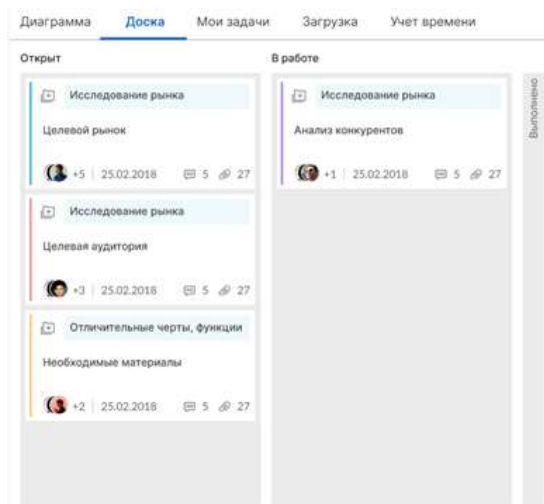 Диаграмма Доска Мои задачи Загрузка Учет времени
Открыт
Исследование рынка
Целевой рынок
+5 25.02.2018 5 27
Исследование рынка
Целевая аудитория
+3 25.02.2018 5 27
Отличительные черты, функции
Необходимые материалы
+2 25.02.2018 5 27
В работе
Исследование рынка
Анализ конкурентов
+1 25.02.2018 5 27
Выполнено